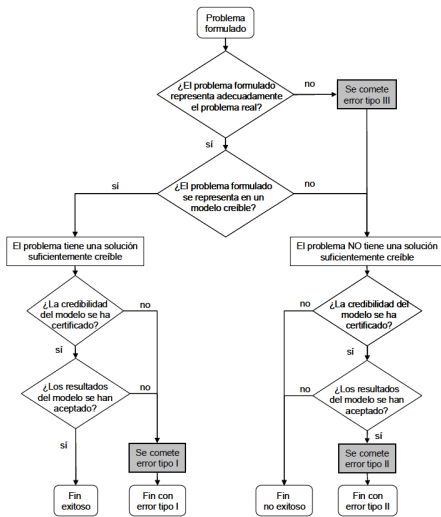 Problema
formulado
¿El problema formulado
representa adecuadamente
el problema real?
no
Se comete
error tipo III
sí
¿El problema formulado
se representa en un
modelo creíble?
sí
no
El problema tiene una solución
suficientemente creíble
El problema NO tiene una solución
suficientemente creíble
¿La credibilidad
del modelo se ha
certificado?
no
sí
¿La credibilidad del
modelo se ha
certificado?
no
sí
¿Los resultados
del modelo se han
aceptado?
no
sí
¿Los resultados
del modelo se han
aceptado?
no
sí
Se comete
error tipo I
Se comete
error tipo II
Fin
exitoso
Fin con
error tipo I
Fin
no exitoso
Fin con
error tipo II